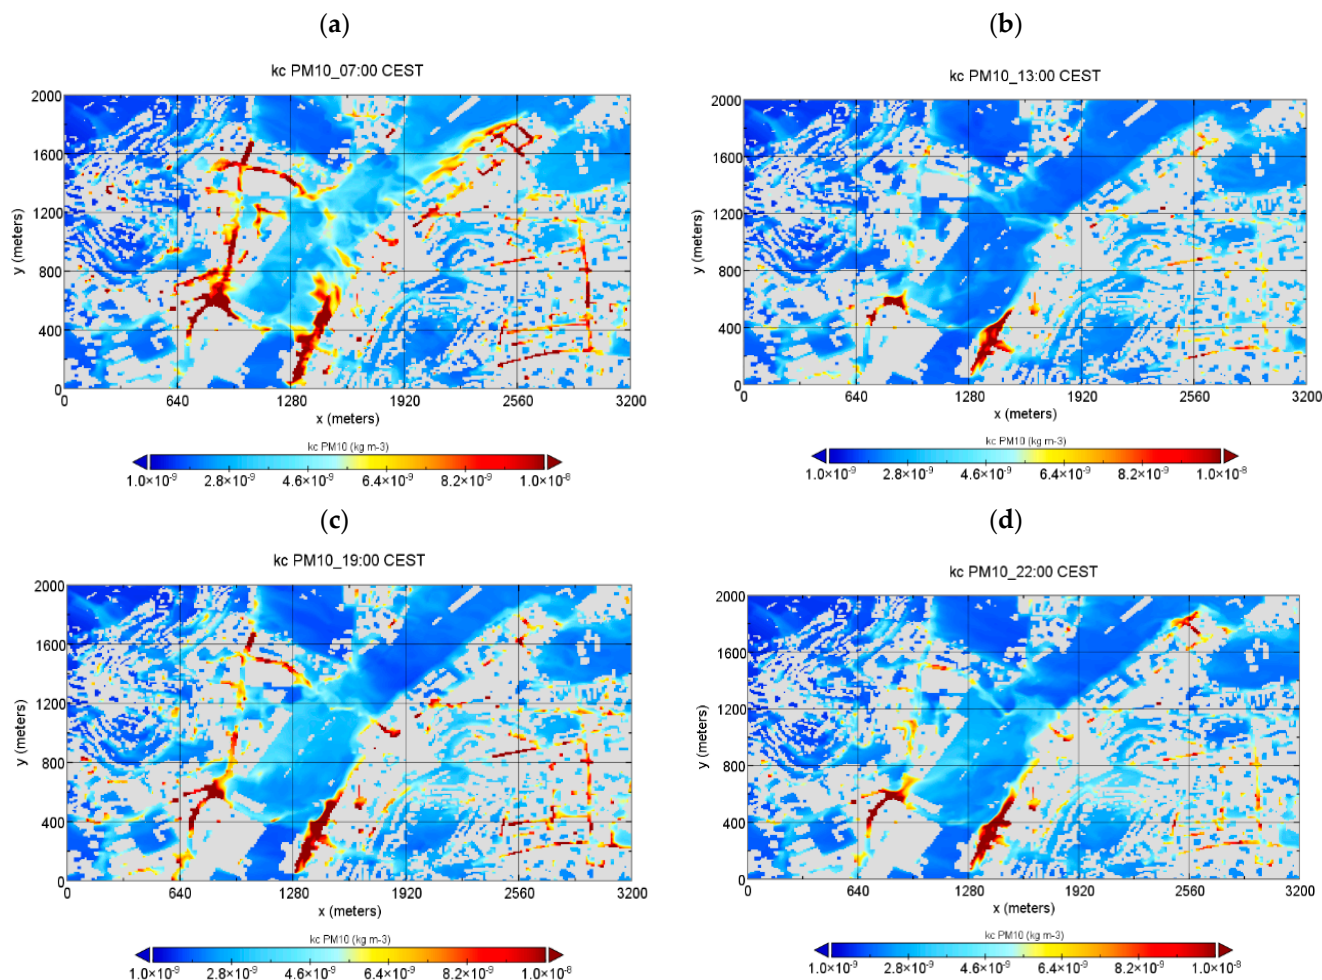 (a)
kc PM10_07:00 CEST
2000
1600
1200
800
400
0
y (meters)
0 640 1280 1920 2560 3200
x (meters)
kc PM10 (kg m-3)
1.0×10⁻⁹ 2.8×10⁻⁹ 4.6×10⁻⁹ 6.4×10⁻⁹ 8.2×10⁻⁹ 1.0×10⁻⁸
(b)
kc PM10_13:00 CEST
2000
1600
1200
800
400
0
y (meters)
0 640 1280 1920 2560 3200
x (meters)
kc PM10 (kg m-3)
1.0×10⁻⁹ 2.8×10⁻⁹ 4.6×10⁻⁹ 6.4×10⁻⁹ 8.2×10⁻⁹ 1.0×10⁻⁸
(c)
kc PM10_19:00 CEST
2000
1600
1200
800
400
0
y (meters)
0 640 1280 1920 2560 3200
x (meters)
kc PM10 (kg m-3)
1.0×10⁻⁹ 2.8×10⁻⁹ 4.6×10⁻⁹ 6.4×10⁻⁹ 8.2×10⁻⁹ 1.0×10⁻⁸
(d)
kc PM10_22:00 CEST
2000
1600
1200
800
400
0
y (meters)
0 640 1280 1920 2560 3200
x (meters)
kc PM10 (kg m-3)
1.0×10⁻⁹ 2.8×10⁻⁹ 4.6×10⁻⁹ 6.4×10⁻⁹ 8.2×10⁻⁹ 1.0×10⁻⁸